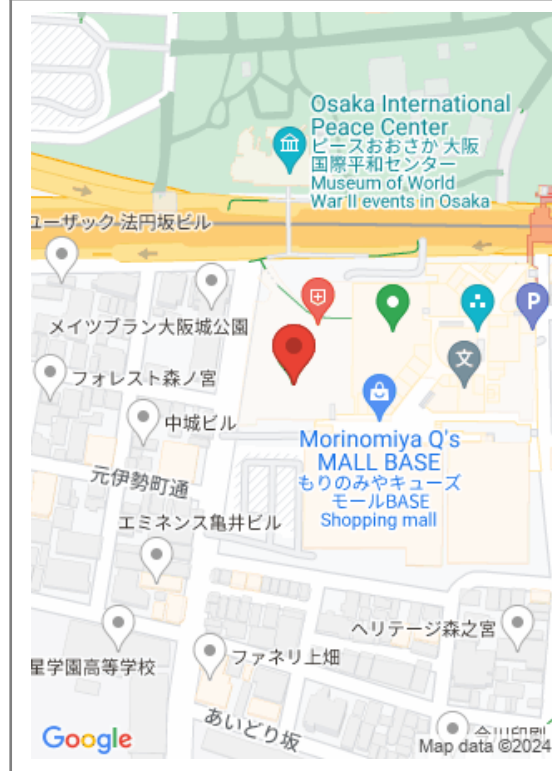 Osaka International
Peace Center
ピースおおさか 大阪
国際平和センター
Museum of World
War II events in Osaka
ユーザック 法円坂ビル
メイツブラン大阪城公園
P
文
フォレスト森ノ宮
中城ビル
Morinomiya Q's
MALL BASE
もりのみやキューズ
モールBASE
Shopping mall
元伊勢町通
エミネンス亀井ビル
ヘリテージ森之宮
星学園高等学校
ファネリ上畑
あいどり坂
Google
Map data ©2024